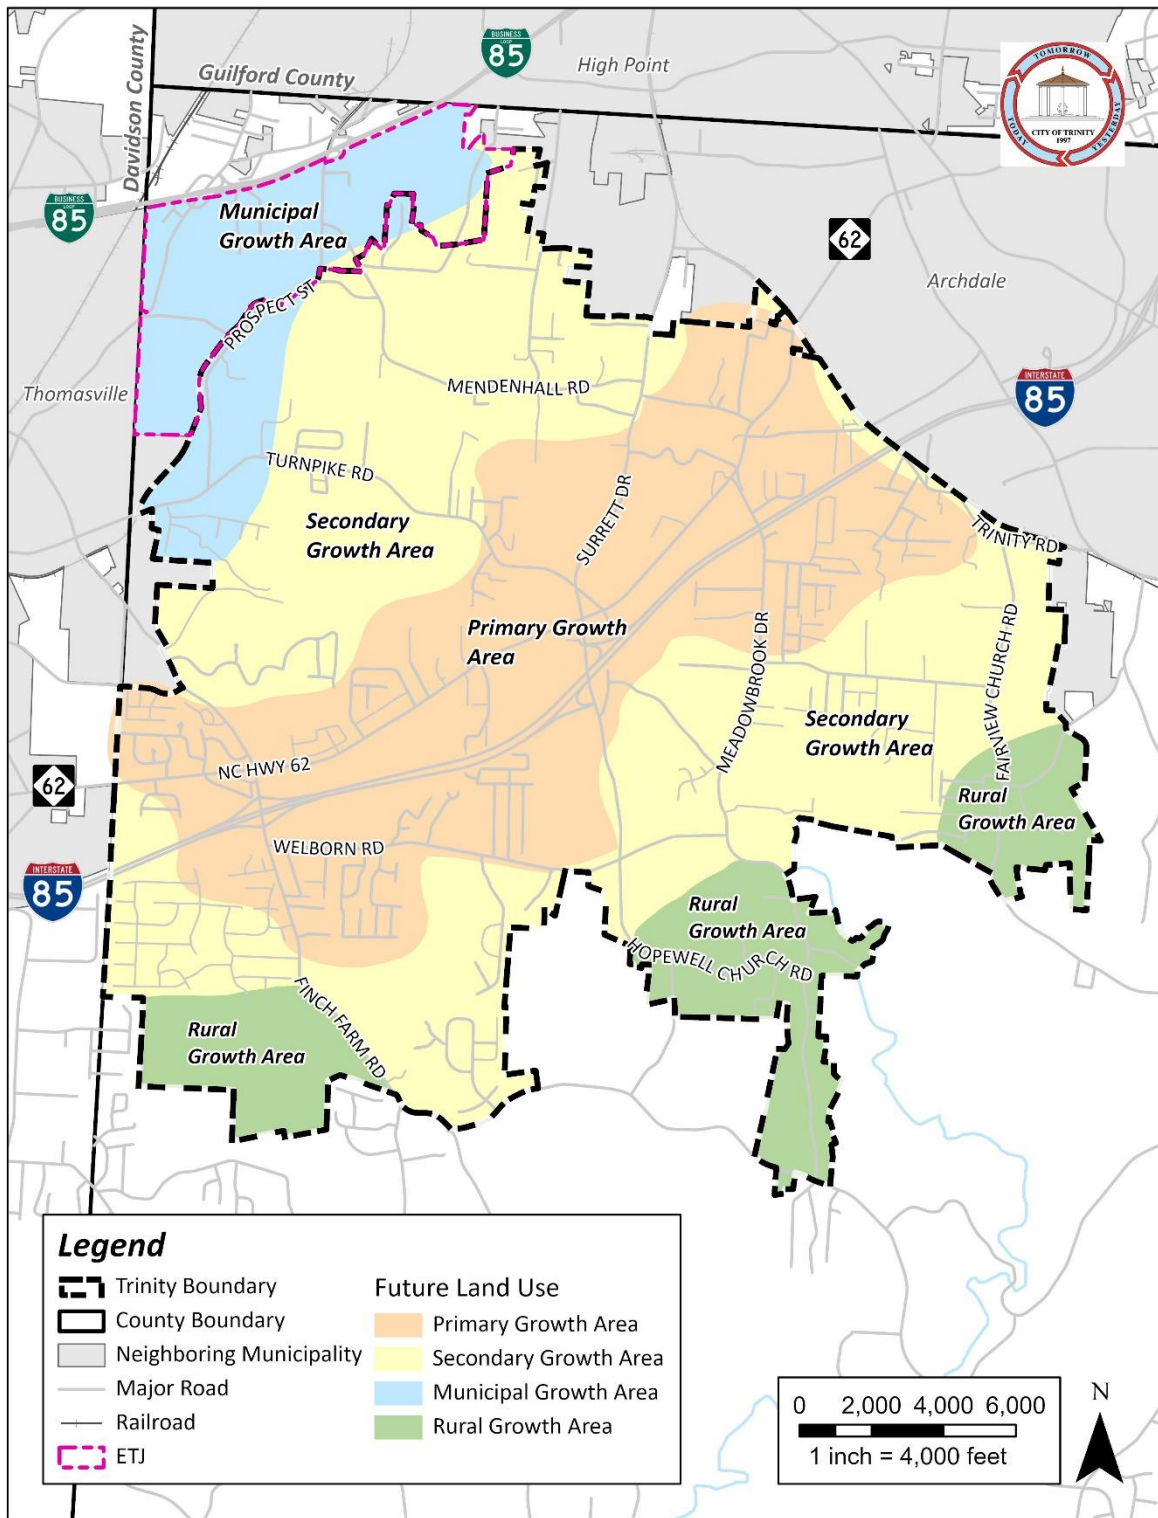 BUSINESS
LOOP
85
High Point
Guilford County
Davidson County
TOMORROW
TODAY
YESTERDAY
CITY OF TRINITY
1997
BUSINESS
LOOP
85
Municipal
Growth Area
62
Archdale
PROSPECT ST
Thomasville
MENDENHALL RD
INTERSTATE
85
TURNPIKE RD
SURRETT DR
Secondary
Growth Area
TRINITY RD
Primary Growth
Area
MEADOWBROOK DR
FAIRVIEW CHURCH RD
Secondary
Growth Area
NC HWY 62
62
Rural
Growth Area
WELBORN RD
INTERSTATE
85
Rural
Growth Area
HOPEWELL CHURCH RD
FINCH FARM RD
Rural
Growth Area
Legend
Trinity Boundary
County Boundary
Neighboring Municipality
Major Road
Railroad
ETJ
Future Land Use
Primary Growth Area
Secondary Growth Area
Municipal Growth Area
Rural Growth Area
0 2,000 4,000 6,000
1 inch = 4,000 feet
N